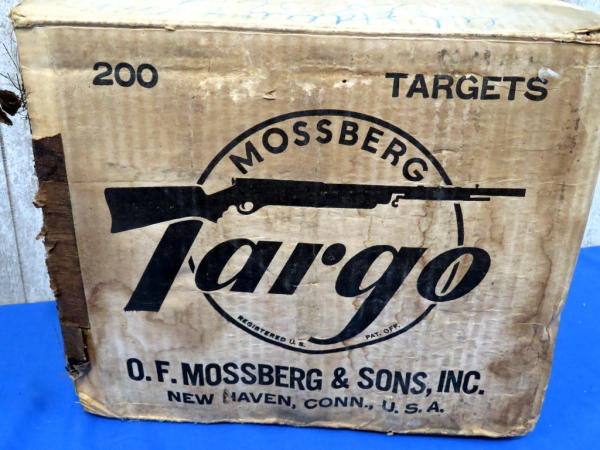 200 TARGETS
MOSSBERG
Targo
REGISTERED U.S. PAT. OFF.
O. F. MOSSBERG & SONS, INC.
NEW HAVEN, CONN., U. S. A.